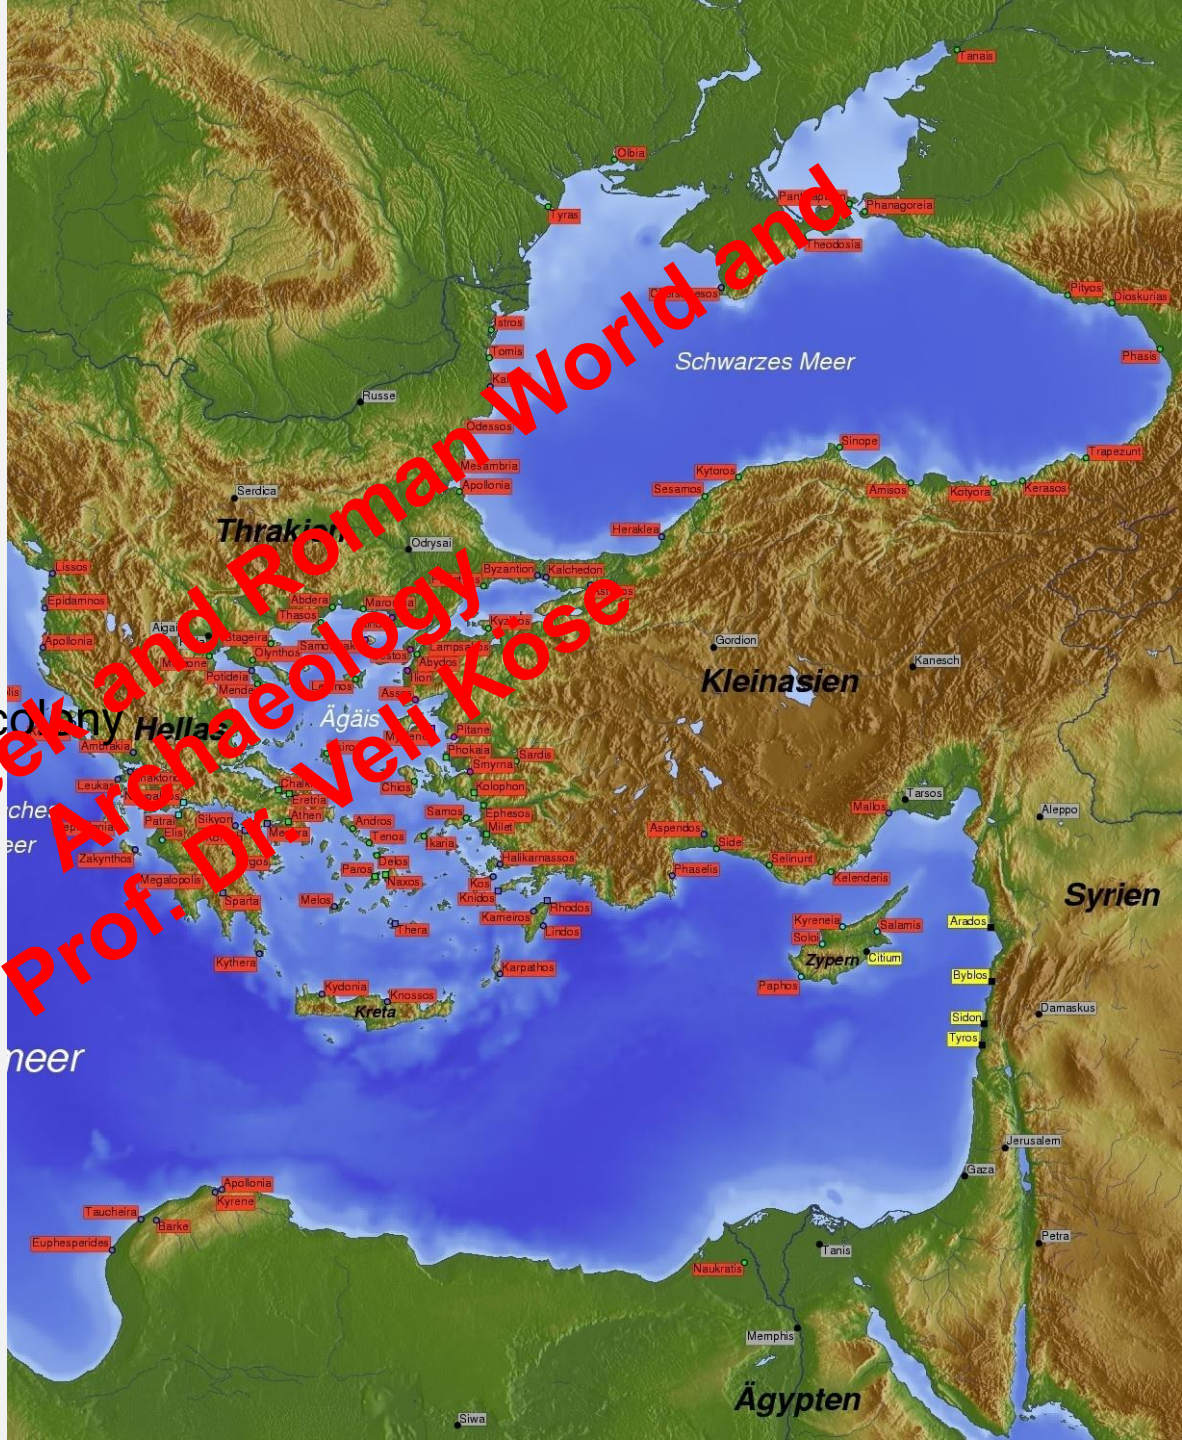 Tanais
Olbia
Phanagoreia
Tyras
Theodosia
Pityos
Dioskurias
Istros
Tomis
Phasis
Schwarzes Meer
Russe
Odessos
Sinope
Trapezunt
Mesambria
Kytoros
Apollonia
Sesamos
Amisos
Kotyora
Kerasos
Serdica
Heraklea
Odrysai
Lissos
Byzantion
Kalchedon
Epidamnos
Abdera
Thasos
Stageira
Apollonia
Olynthos
Lampsakos
Gordion
Kanesch
Abydos
Potideia
Ilion
Mende
Kleinasien
colony
Hellas
Ägäis
Pitane
Ambrakia
Phokaia
Sardis
Smyrna
Leukas
Chios
Kolophon
Tarsos
Eretria
Mallos
Aleppo
Athen
Samos
Ephesos
Patrai
Sikyon
Andros
Milet
Aspendos
Elis
Tenos
Ikaria
Side
Zakynthos
Delos
Halikarnassos
Selinunt
Paros
Phaselis
Kelenderis
Megalopolis
Naxos
Kos
Syrien
Sparta
Melos
Knidos
Kameiros
Rhodos
Kyreneia
Salamis
Arados
Thera
Lindos
Soloi
Zypern
Citium
Kythera
Karpathos
Byblos
Paphos
Kydonia
Knossos
Kreta
Damaskus
Sidon
Tyros
meer
Jerusalem
Gaza
Apollonia
Kyrene
Taucheira
Barke
Euphesperides
Petra
Tanis
Naukratis
Memphis
Ägypten
Siwa
and Roman World and
Archaeology
Prof. Dr. Veli Köse